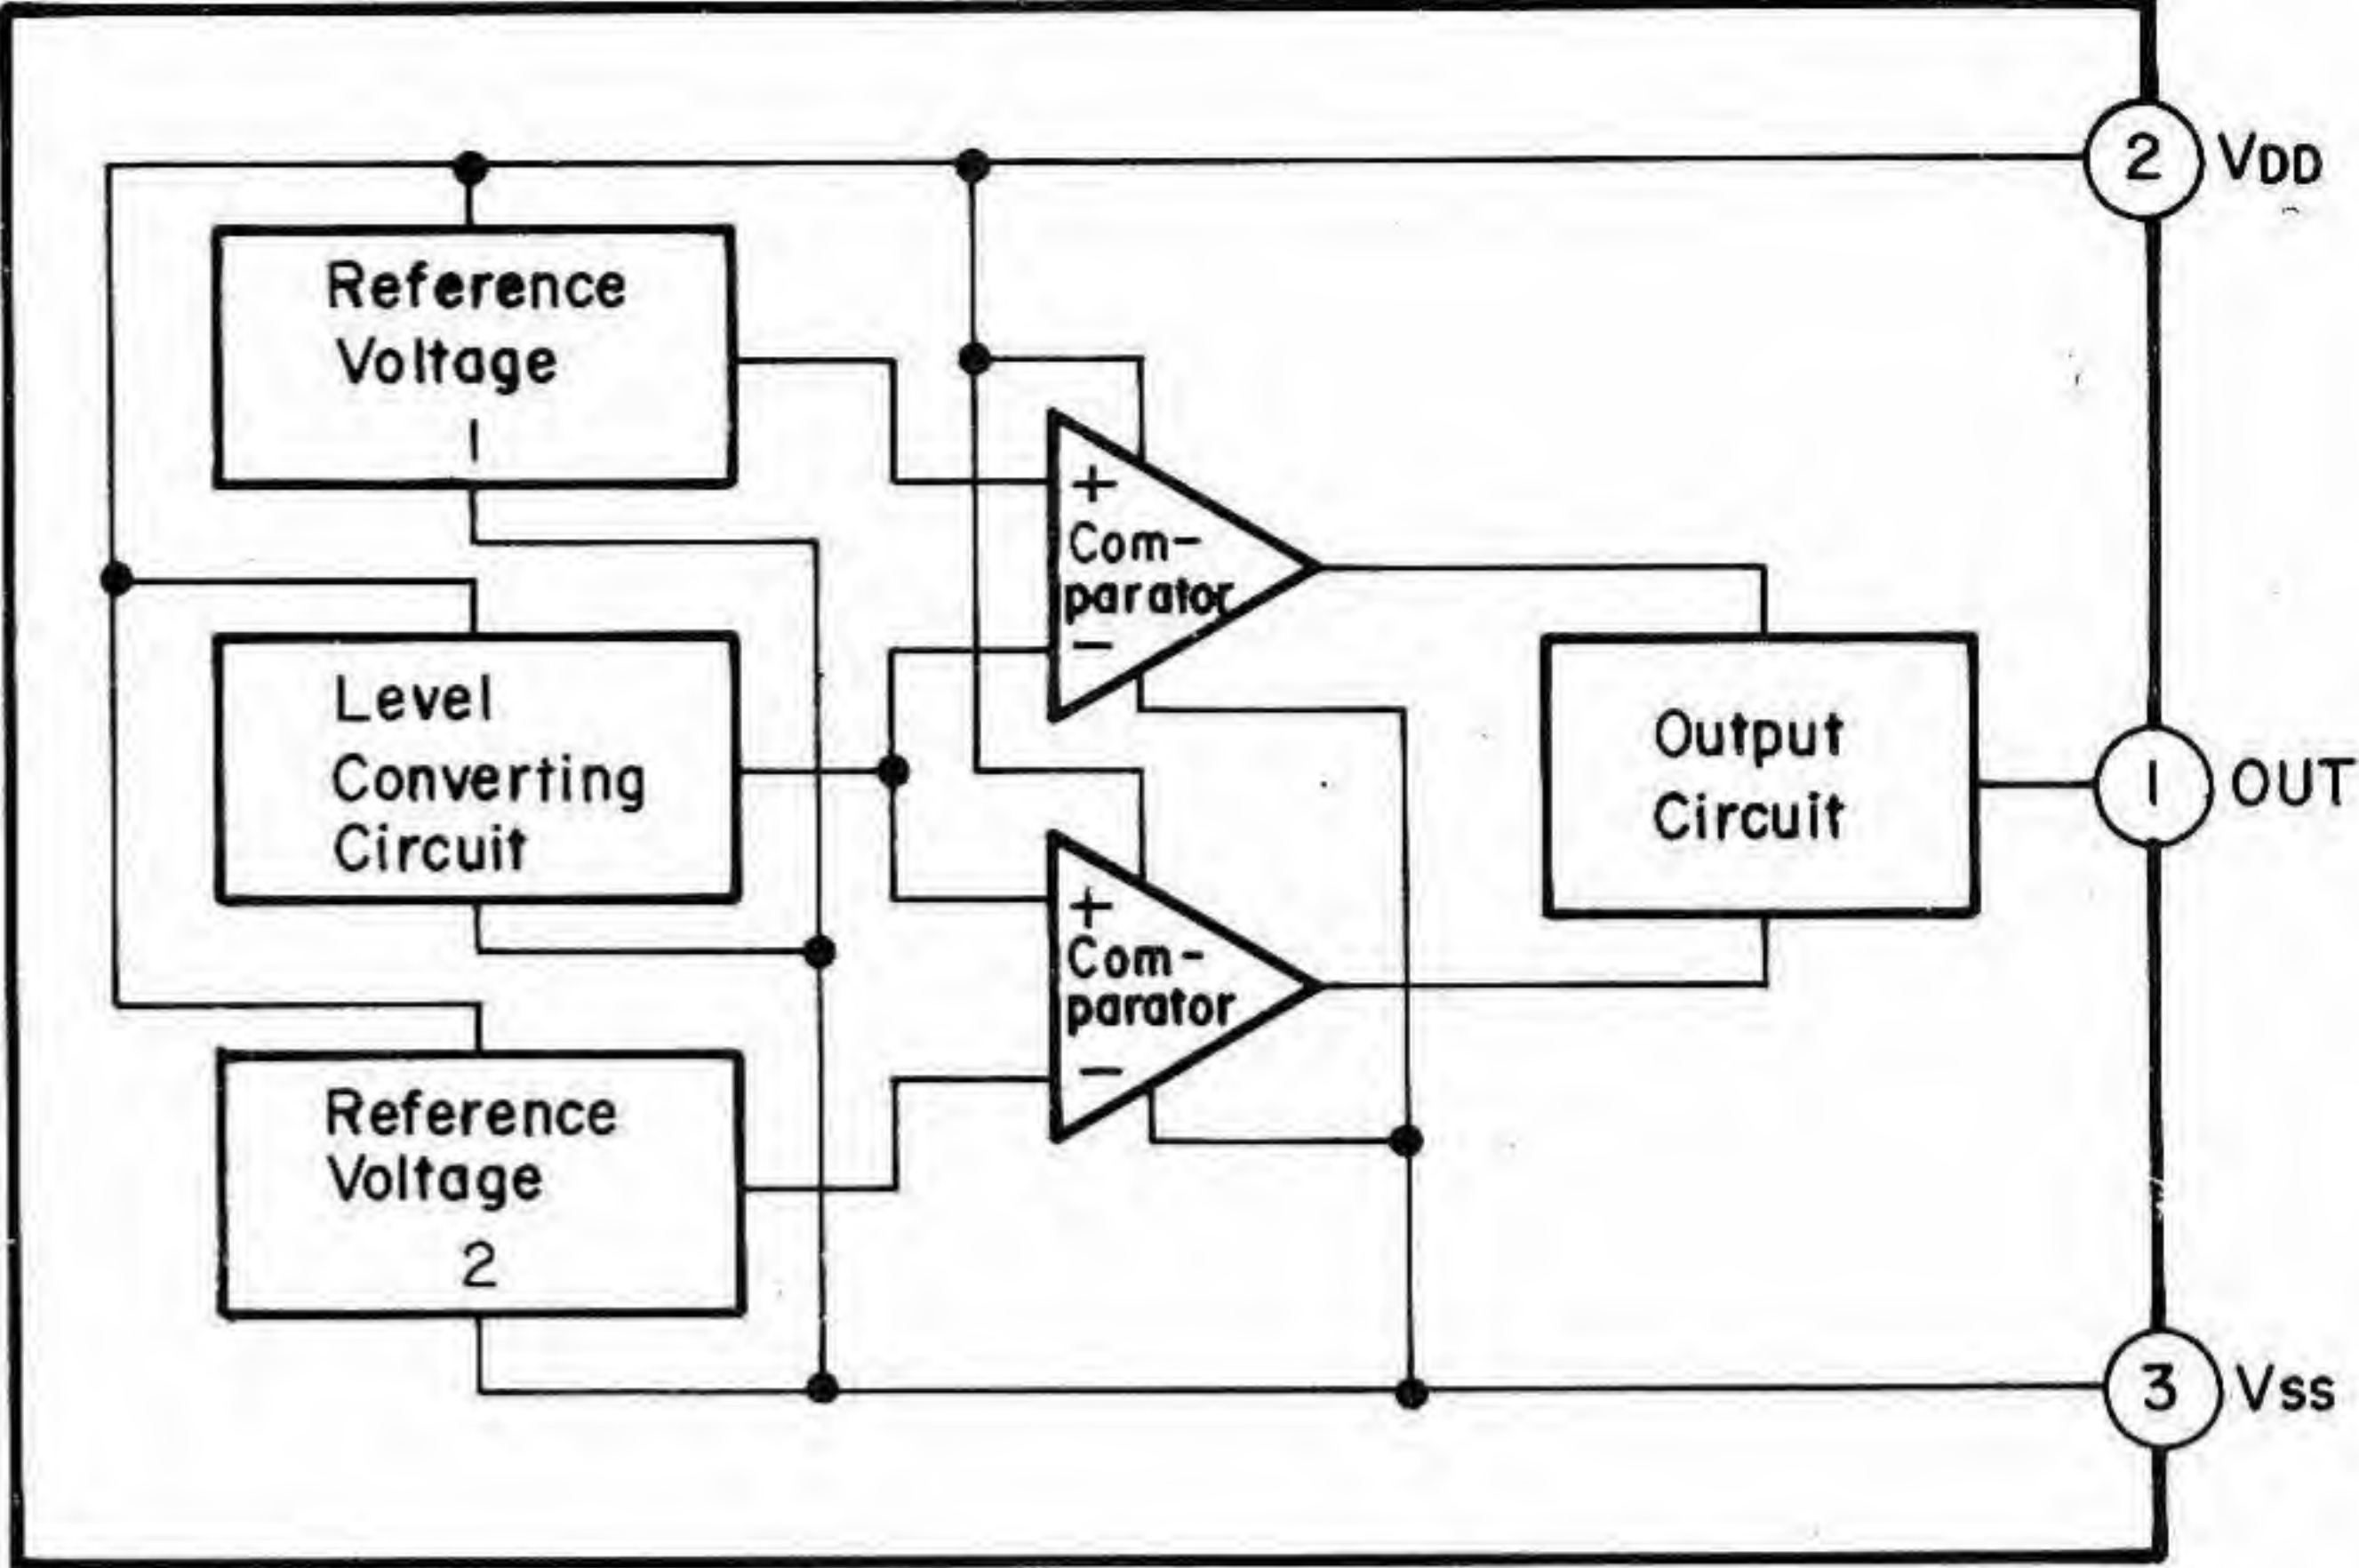 2 VDD
Reference
Voltage
1
+
Com-
parator
−
Level
Converting
Circuit
Output
Circuit
1 OUT
+
Com-
parator
−
Reference
Voltage
2
3 Vss